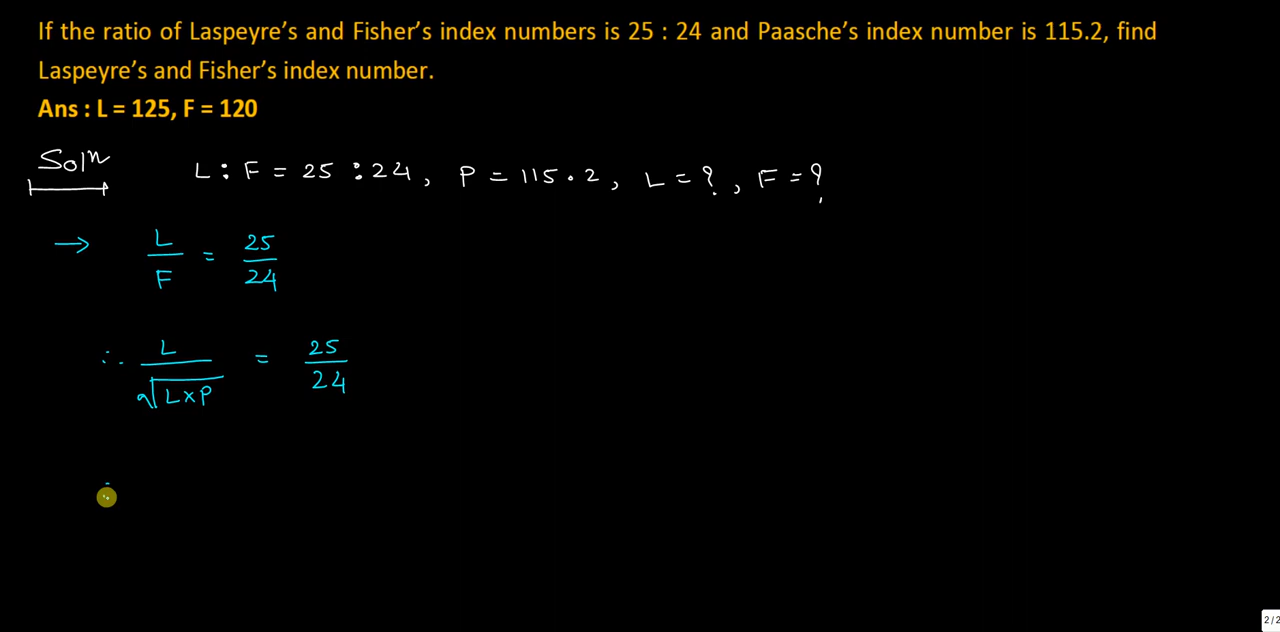 If the ratio of Laspeyre’s and Fisher’s index numbers is 25 : 24 and Paasche’s index number is 115.2, find
Laspeyre’s and Fisher’s index number.
Ans : L = 125, F = 120
Solⁿ L : F = 25 : 24, P = 115.2, L = ?, F = ?
→ L/F = 25/24
∴ L/√L×P = 25/24
2/2